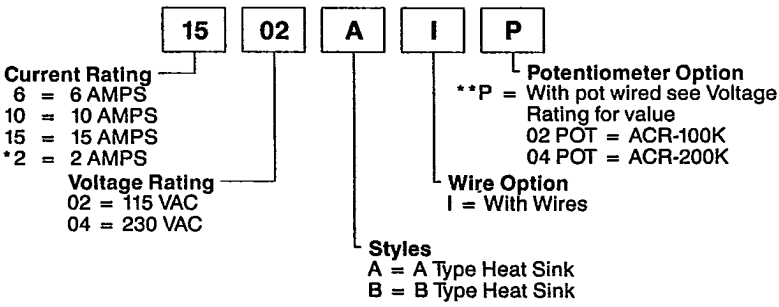 15 02 A I P
Current Rating
6 = 6 AMPS
10 = 10 AMPS
15 = 15 AMPS
*2 = 2 AMPS
Voltage Rating
02 = 115 VAC
04 = 230 VAC
Styles
A = A Type Heat Sink
B = B Type Heat Sink
Wire Option
I = With Wires
Potentiometer Option
**P = With pot wired see Voltage
Rating for value
02 POT = ACR-100K
04 POT = ACR-200K